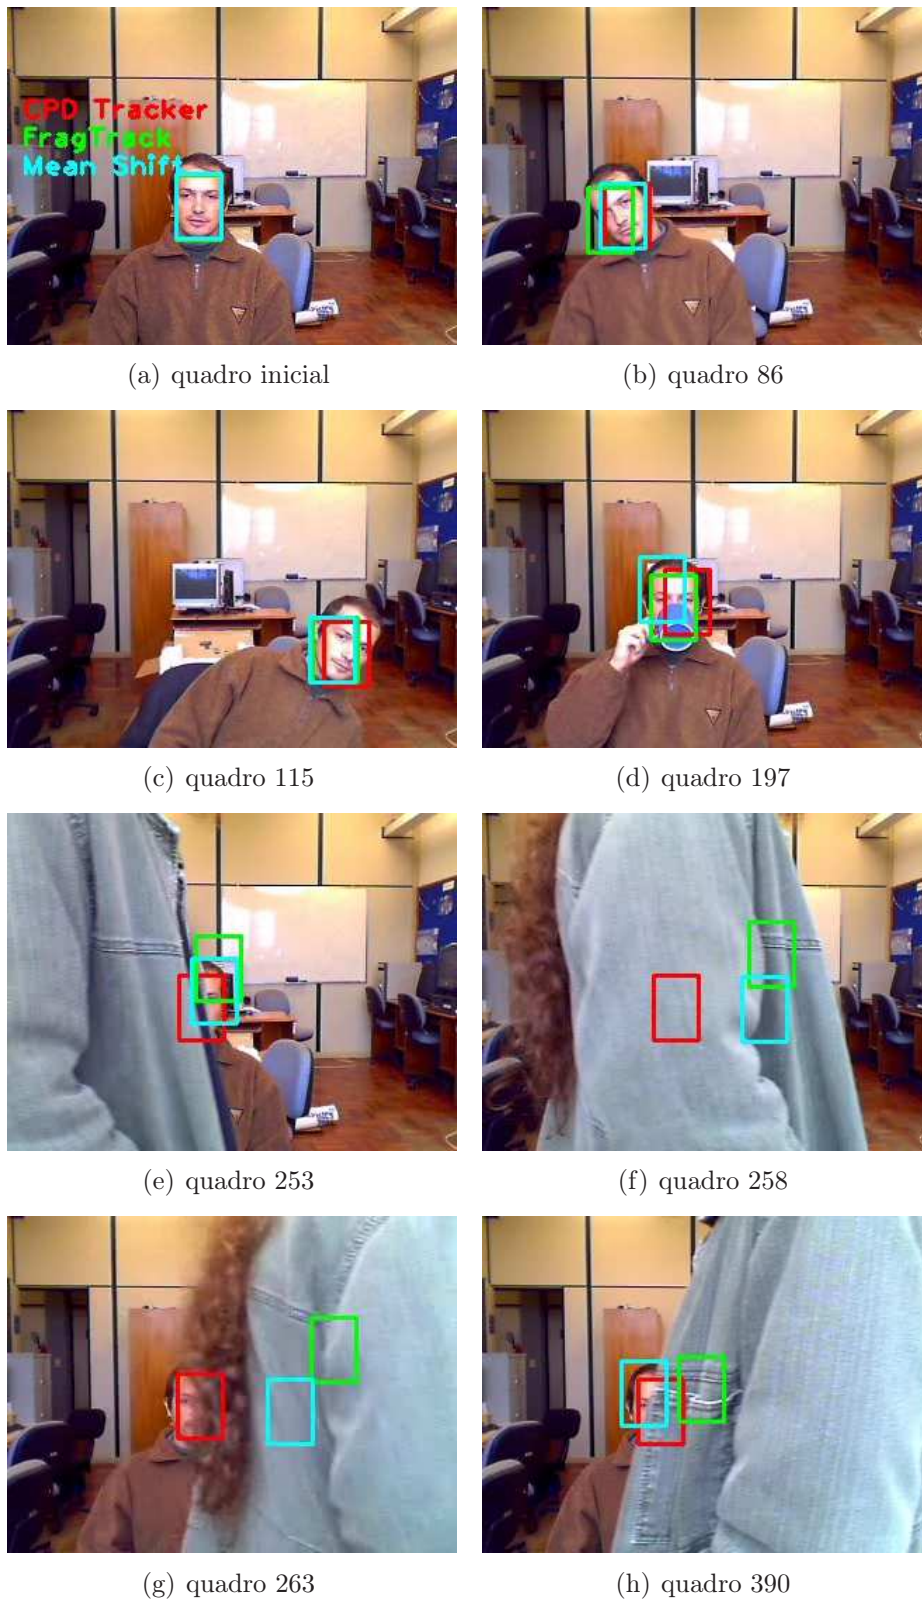 CPD Tracker
FragTrack
Mean Shift
(a) quadro inicial
(b) quadro 86
(c) quadro 115
(d) quadro 197
(e) quadro 253
(f) quadro 258
(g) quadro 263
(h) quadro 390